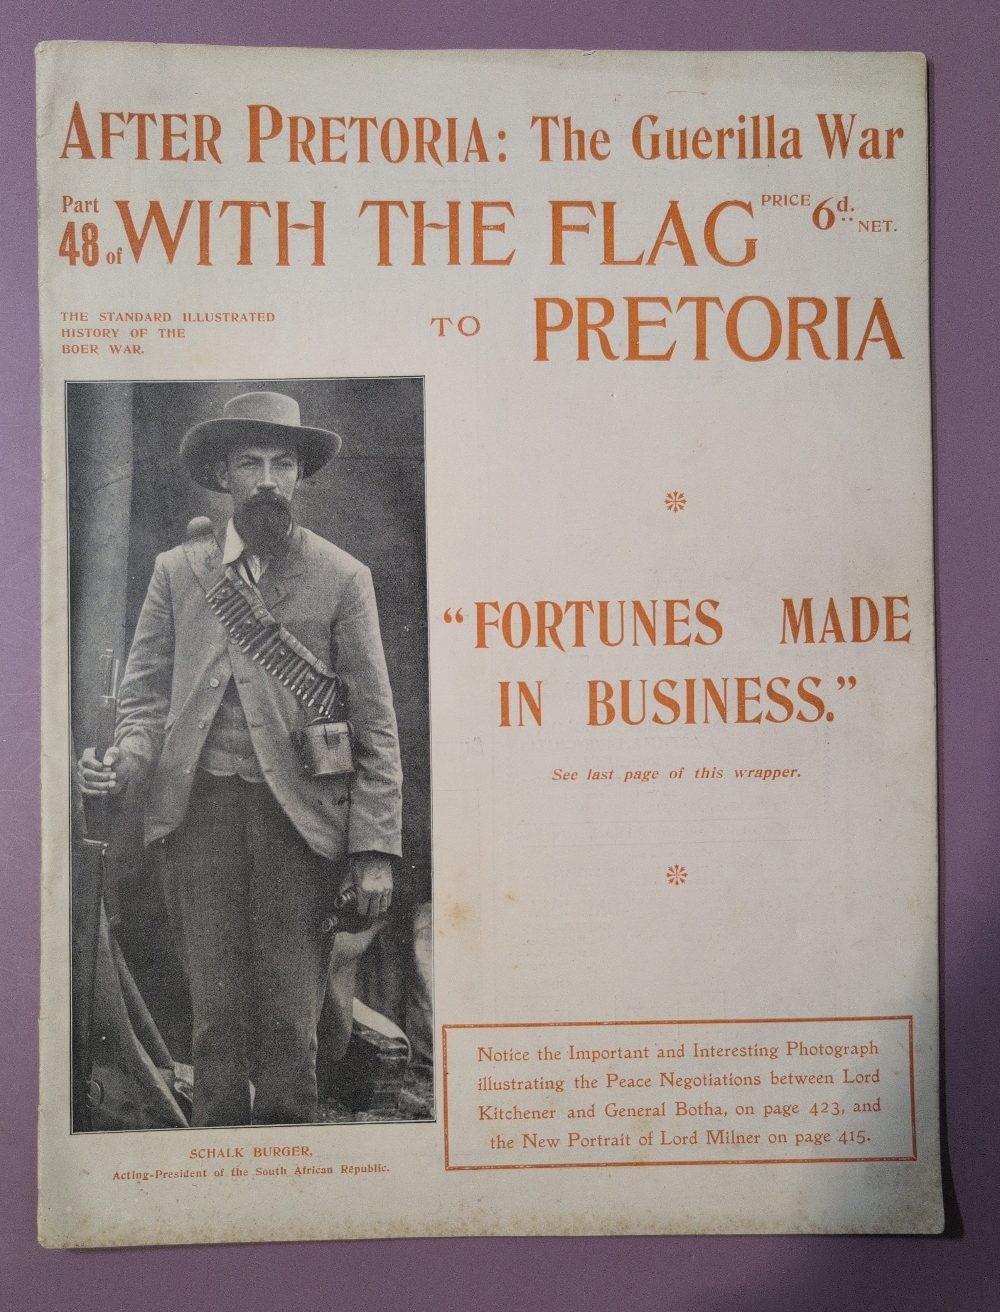 AFTER PRETORIA: The Guerilla War
Part 48 of WITH THE FLAG PRICE 6d. NET.
TO PRETORIA
THE STANDARD ILLUSTRATED
HISTORY OF THE
BOER WAR.
"FORTUNES MADE
IN BUSINESS."
See last page of this wrapper.
Notice the Important and Interesting Photograph
illustrating the Peace Negotiations between Lord
Kitchener and General Botha, on page 423, and
the New Portrait of Lord Milner on page 415.
SCHALK BURGER,
Acting-President of the South African Republic.